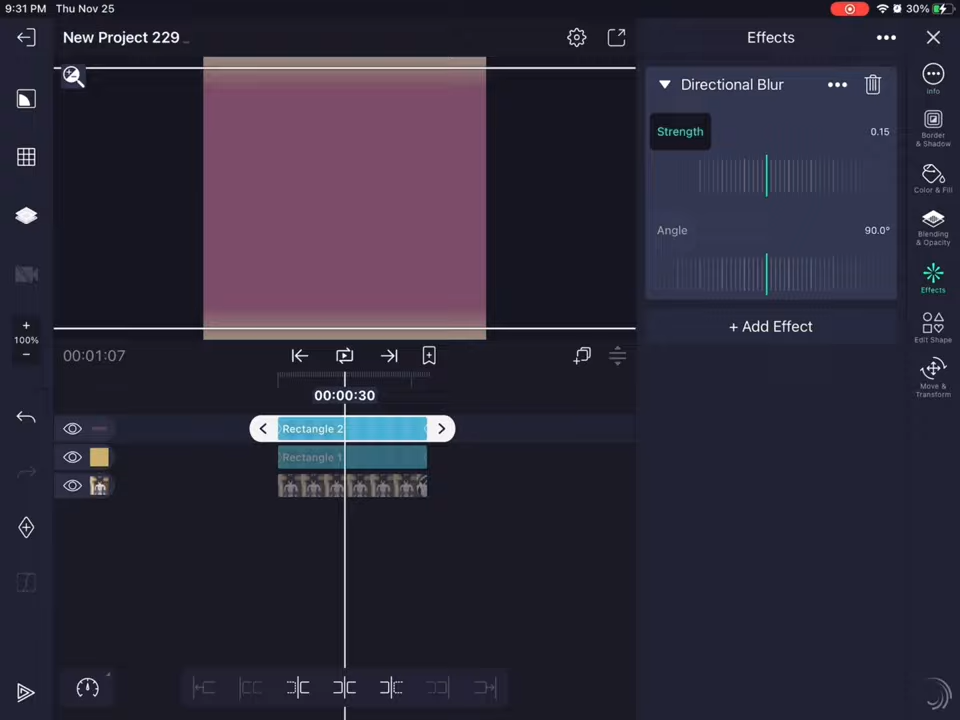 9:31 PM Thu Nov 25
30%
New Project 229
Effects
Directional Blur
Strength
0.15
Angle
90.0°
+ Add Effect
Info
Border
& Shadow
Color & Fill
Blending
& Opacity
Effects
Edit Shape
Move &
Transform
+
100%
−
00:01:07
00:00:30
Rectangle 2
Rectangle 1